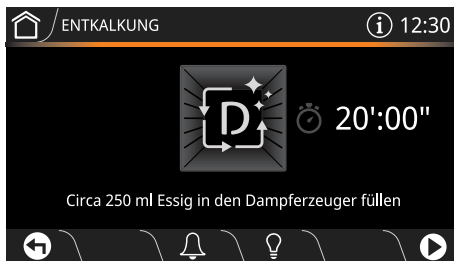 ENTKALKUNG
12:30
D
20':00"
Circa 250 ml Essig in den Dampferzeuger füllen